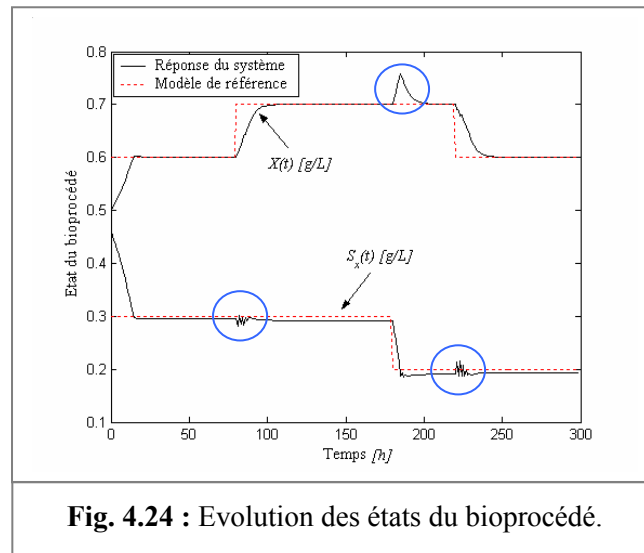 0.8
0.7
0.6
0.5
0.4
0.3
0.2
0.1
Etat du bioprocédé
Réponse du système
Modèle de référence
X(t) [g/L]
Sx(t) [g/L]
0
50
100
150
200
250
300
Temps [h]
Fig. 4.24 : Evolution des états du bioprocédé.